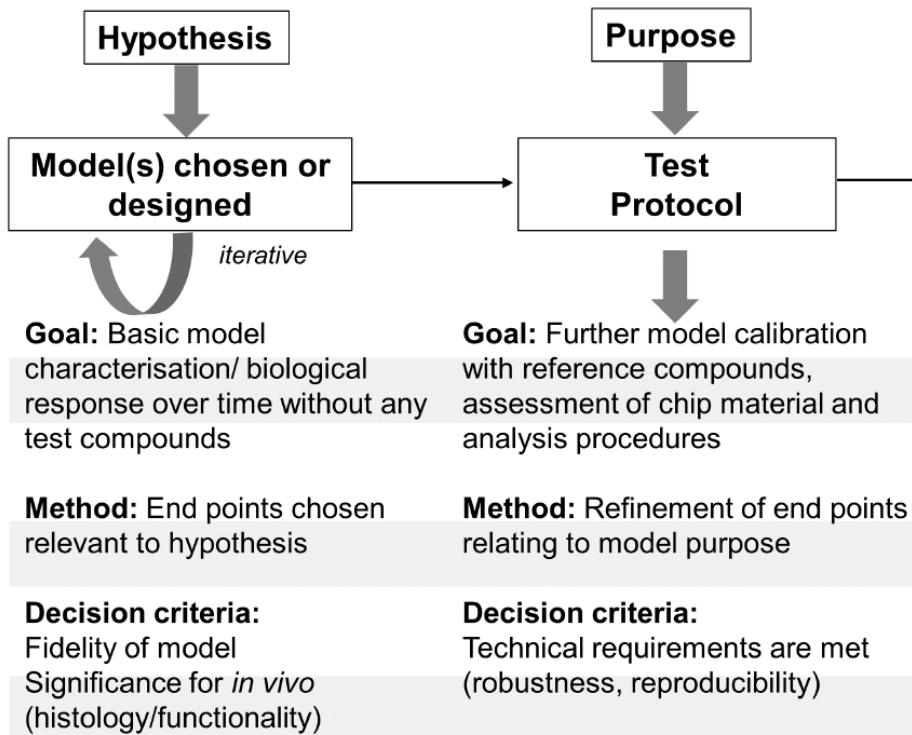 Hypothesis
Purpose
Model(s) chosen or
designed
Test
Protocol
iterative
Goal: Basic model
characterisation/ biological
response over time without any
test compounds
Method: End points chosen
relevant to hypothesis
Decision criteria:
Fidelity of model
Significance for in vivo
(histology/functionality)
Goal: Further model calibration
with reference compounds,
assessment of chip material and
analysis procedures
Method: Refinement of end points
relating to model purpose
Decision criteria:
Technical requirements are met
(robustness, reproducibility)